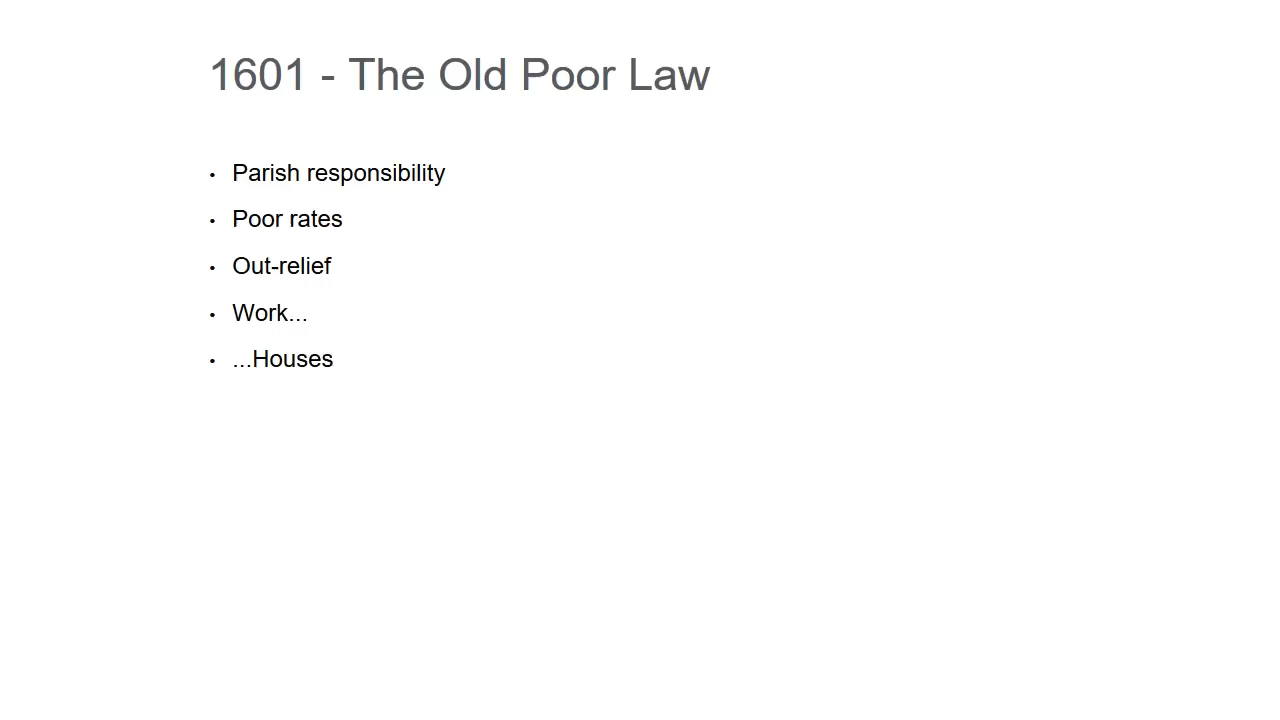 1601 - The Old Poor Law
• Parish responsibility
• Poor rates
• Out-relief
• Work...
• ...Houses